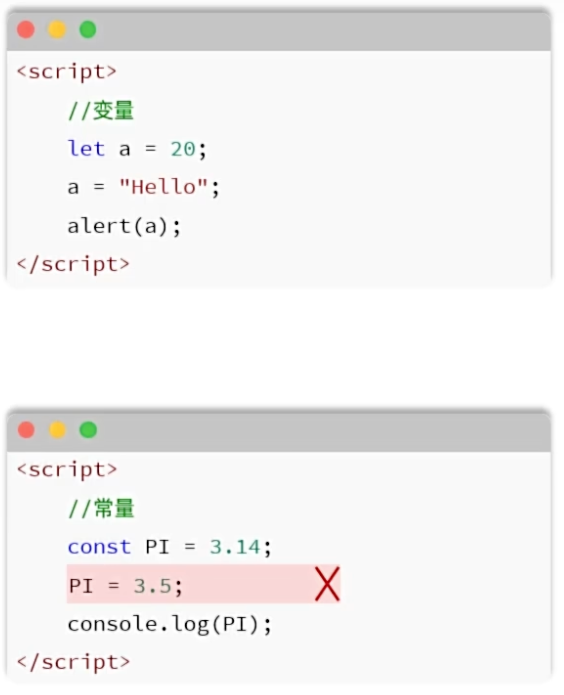 <script>
//变量
let a = 20;
a = "Hello";
alert(a);
</script>
<script>
//常量
const PI = 3.14;
PI = 3.5;
console.log(PI);
</script>